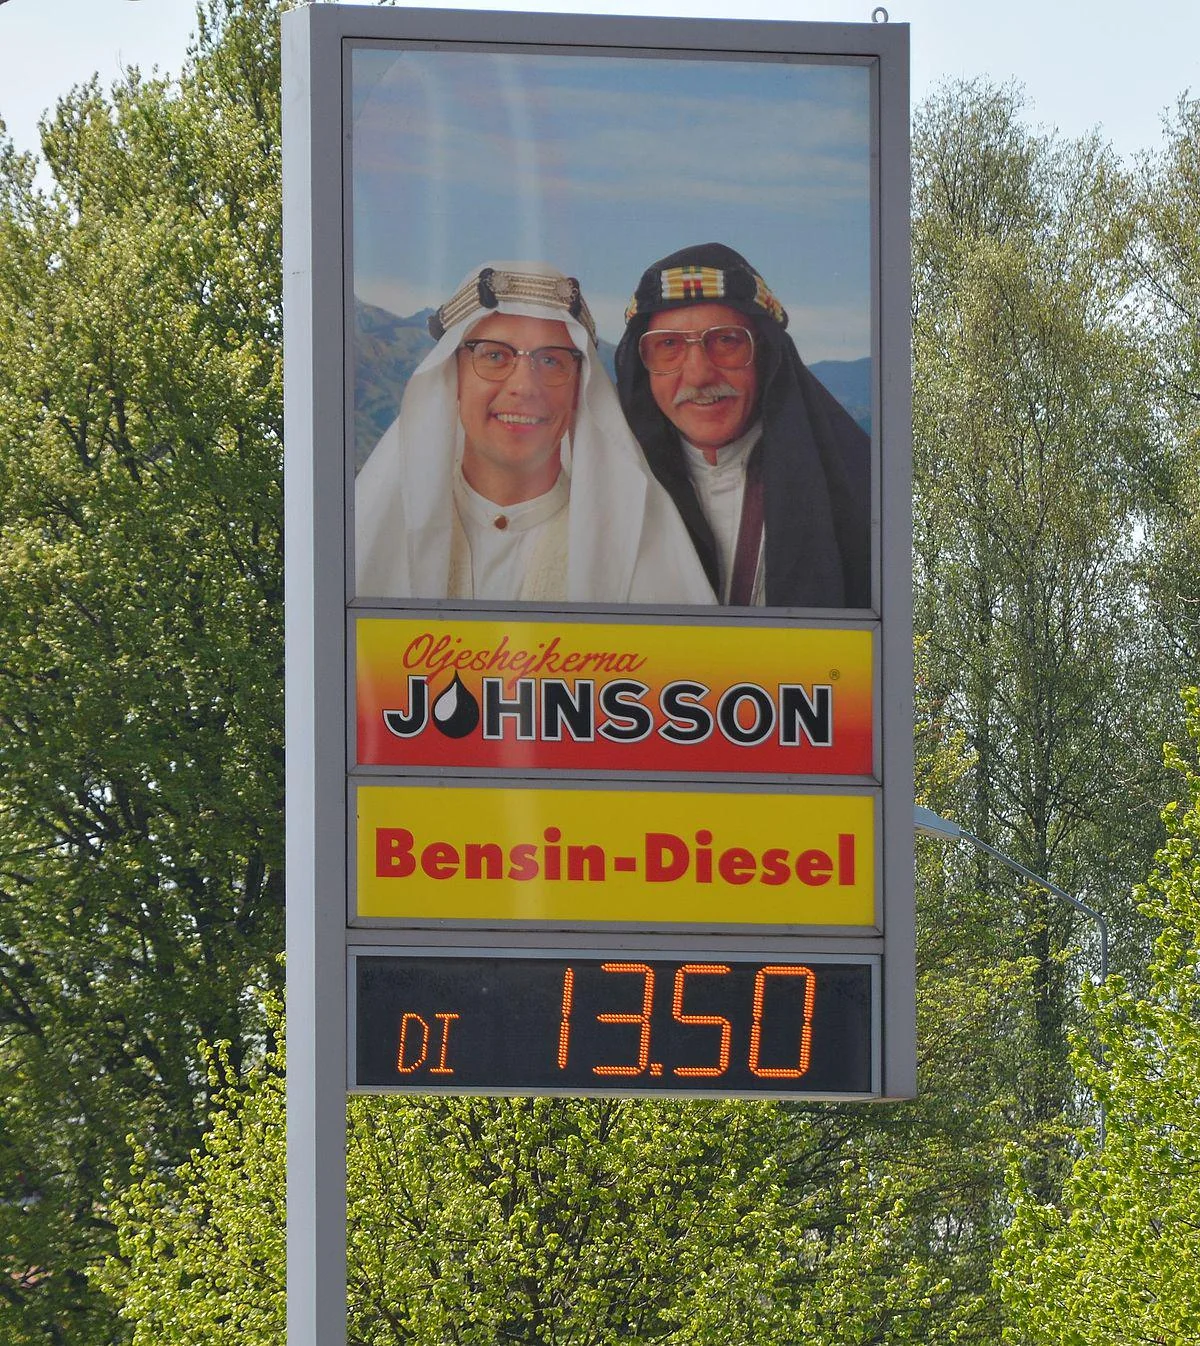 Oljeshejkerna
JOHNSSON®
Bensin-Diesel
DI 13.50